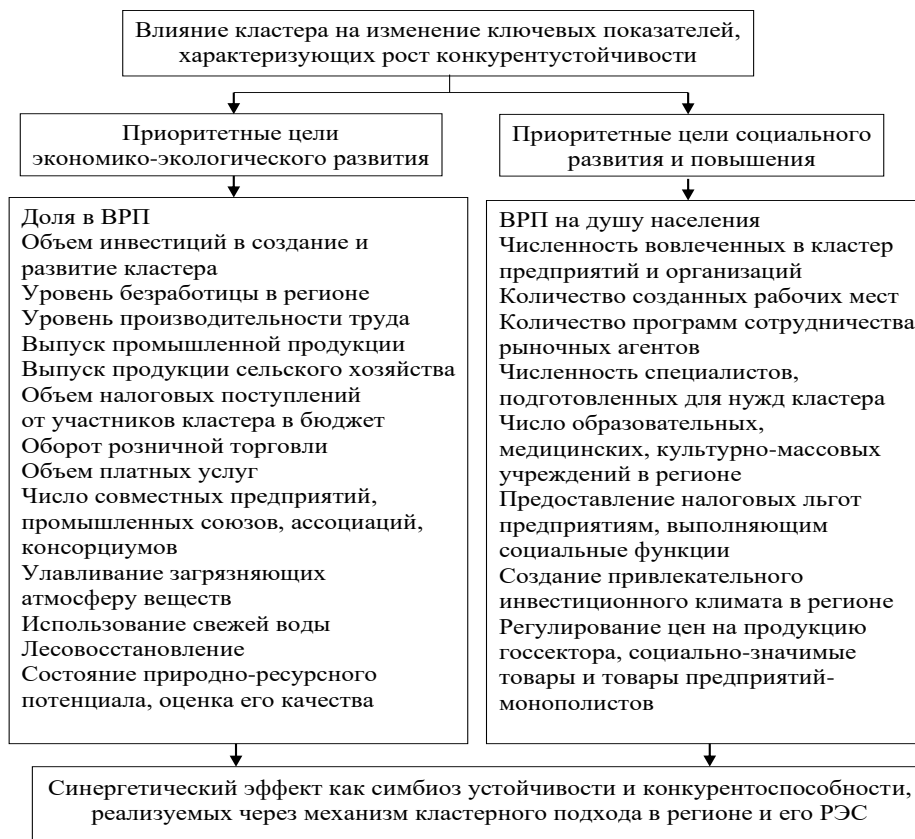 Влияние кластера на изменение ключевых показателей,
характеризующих рост конкурентустойчивости
Приоритетные цели
экономико-экологического развития
Приоритетные цели социального
развития и повышения
Доля в ВРП
Объем инвестиций в создание и
развитие кластера
Уровень безработицы в регионе
Уровень производительности труда
Выпуск промышленной продукции
Выпуск продукции сельского хозяйства
Объем налоговых поступлений
от участников кластера в бюджет
Оборот розничной торговли
Объем платных услуг
Число совместных предприятий,
промышленных союзов, ассоциаций,
консорциумов
Улавливание загрязняющих
атмосферу веществ
Использование свежей воды
Лесовосстановление
Состояние природно-ресурсного
потенциала, оценка его качества
ВРП на душу населения
Численность вовлеченных в кластер
предприятий и организаций
Количество созданных рабочих мест
Количество программ сотрудничества
рыночных агентов
Численность специалистов,
подготовленных для нужд кластера
Число образовательных,
медицинских, культурно-массовых
учреждений в регионе
Предоставление налоговых льгот
предприятиям, выполняющим
социальные функции
Создание привлекательного
инвестиционного климата в регионе
Регулирование цен на продукцию
госсектора, социально-значимые
товары и товары предприятий-
монополистов
Синергетический эффект как симбиоз устойчивости и конкурентоспособности,
реализуемых через механизм кластерного подхода в регионе и его РЭС